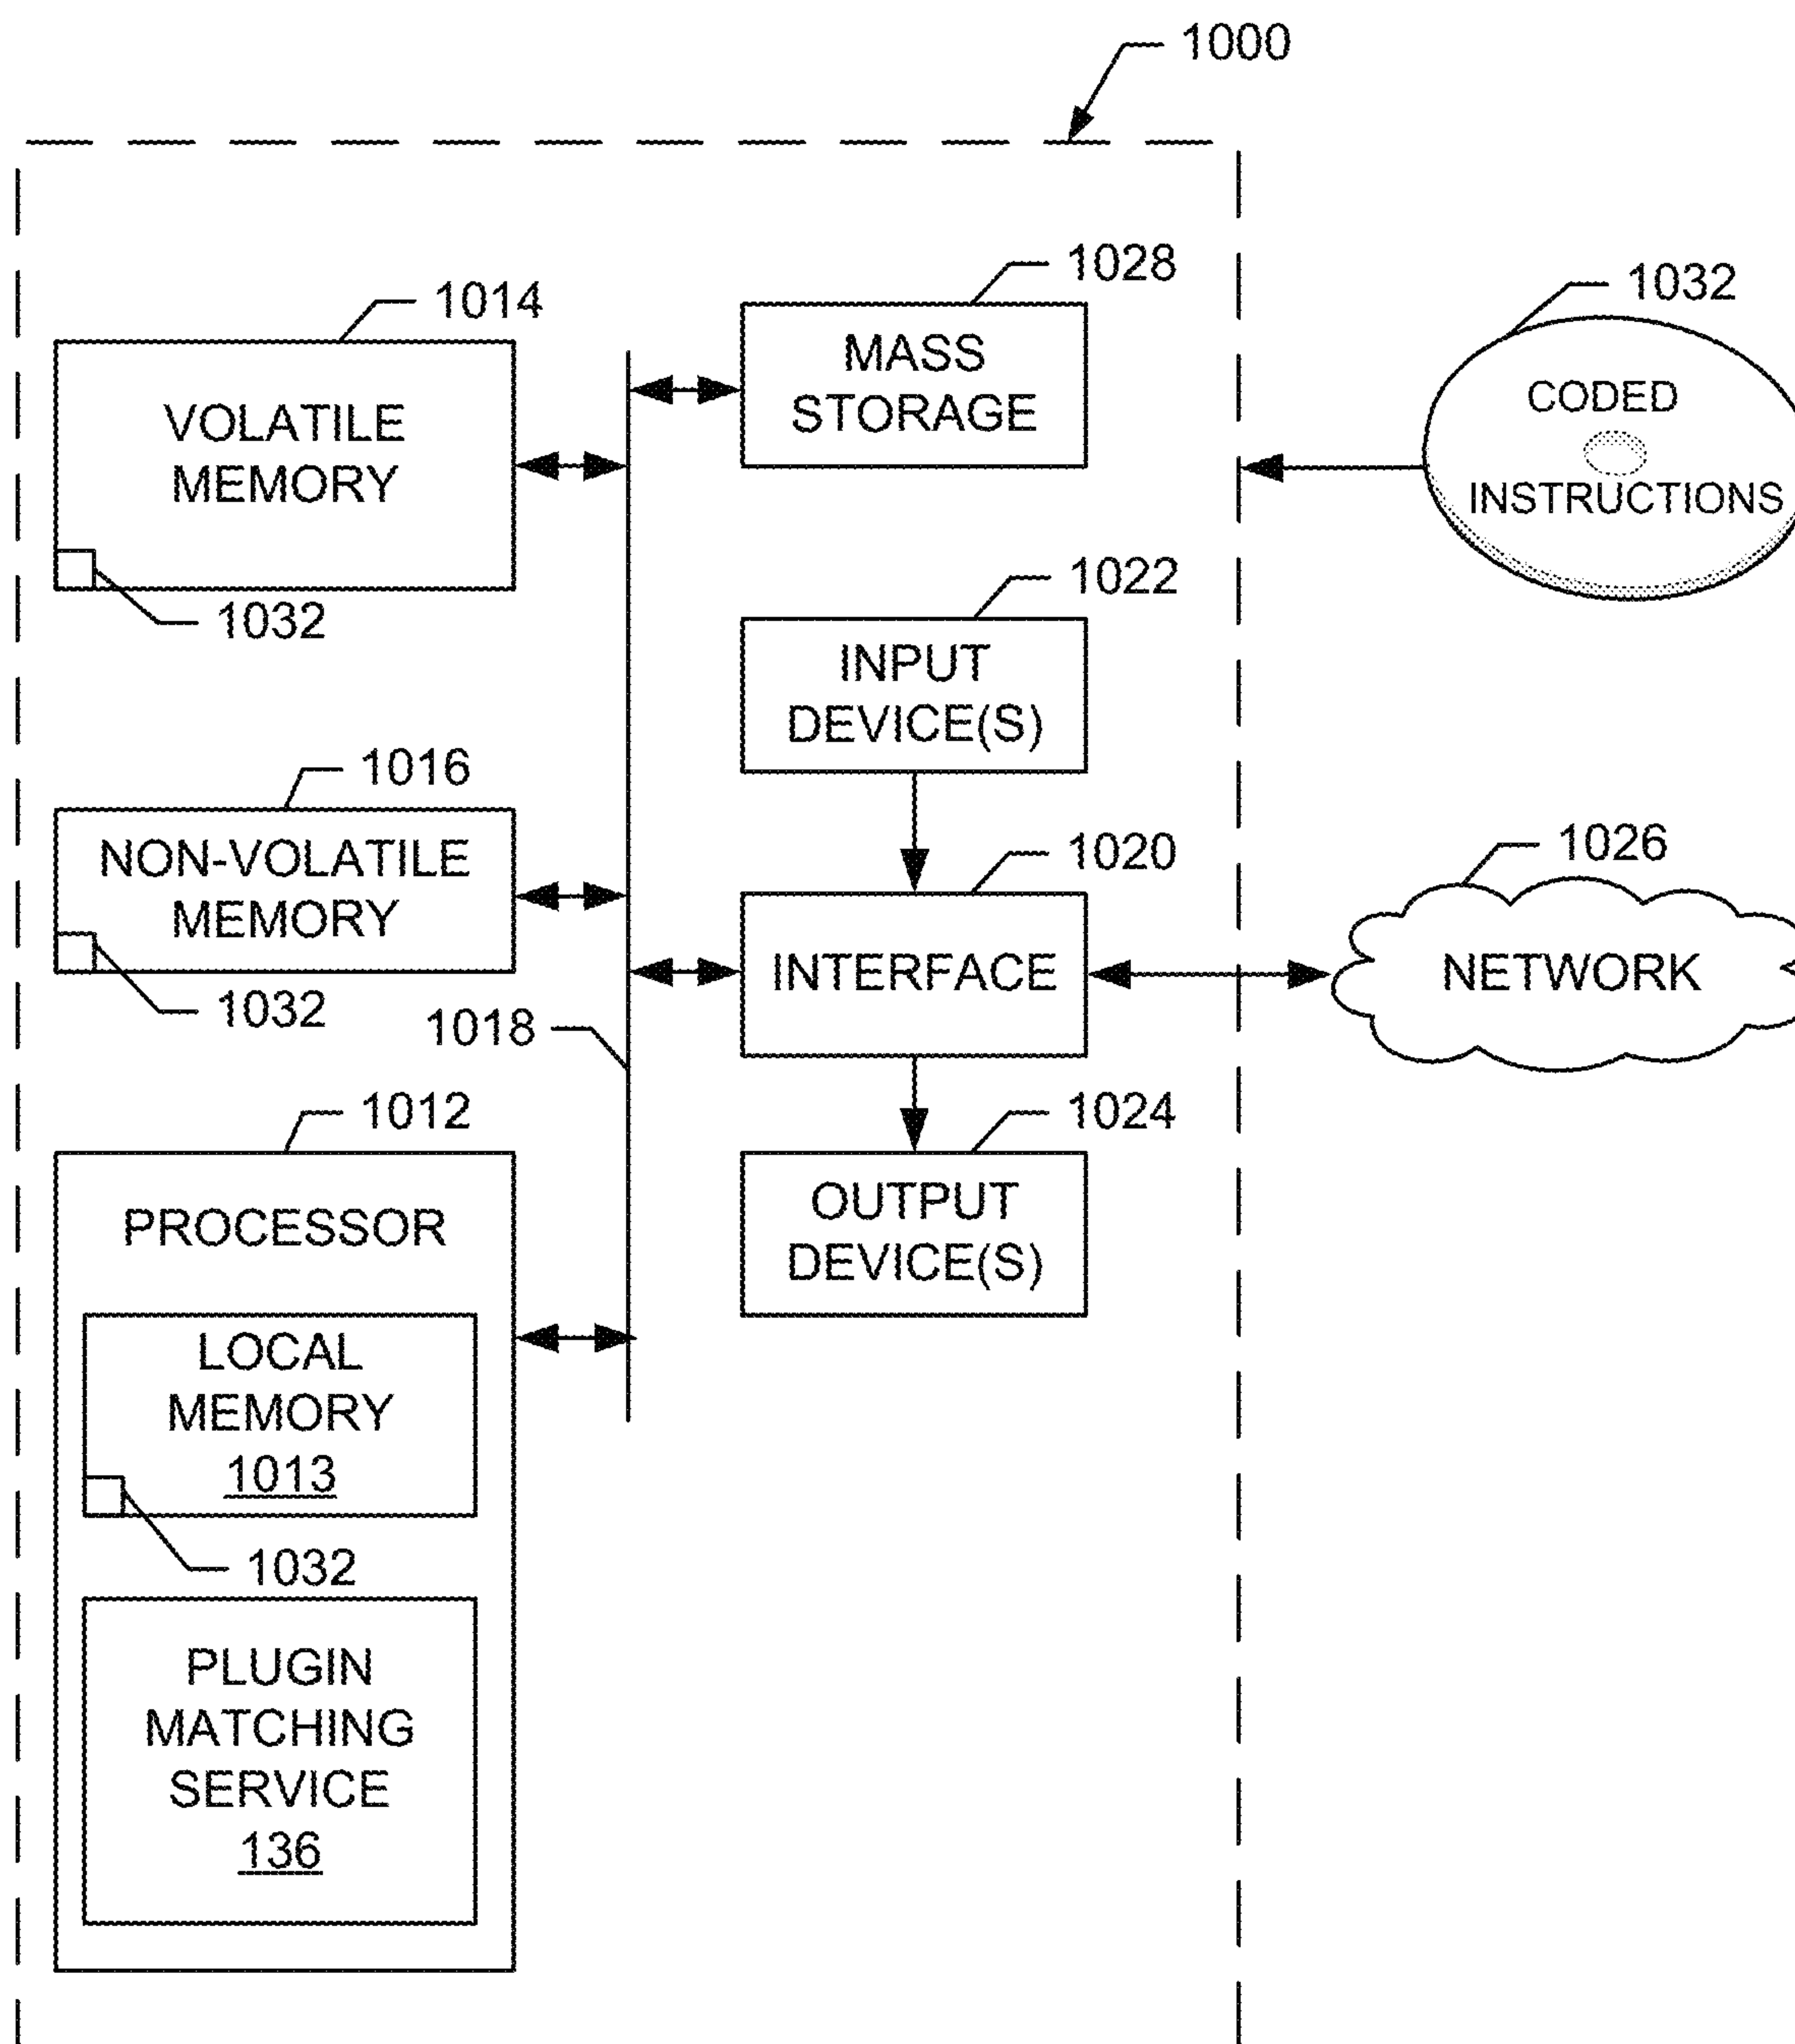 1000
1028
1014
MASS
STORAGE
VOLATILE
MEMORY
1032
1032
CODED
INSTRUCTIONS
1022
INPUT
DEVICE(S)
1016
NON-VOLATILE
MEMORY
1032
1018
1020
INTERFACE
1026
NETWORK
1012
PROCESSOR
1024
OUTPUT
DEVICE(S)
LOCAL
MEMORY
1013
1032
PLUGIN
MATCHING
SERVICE
136